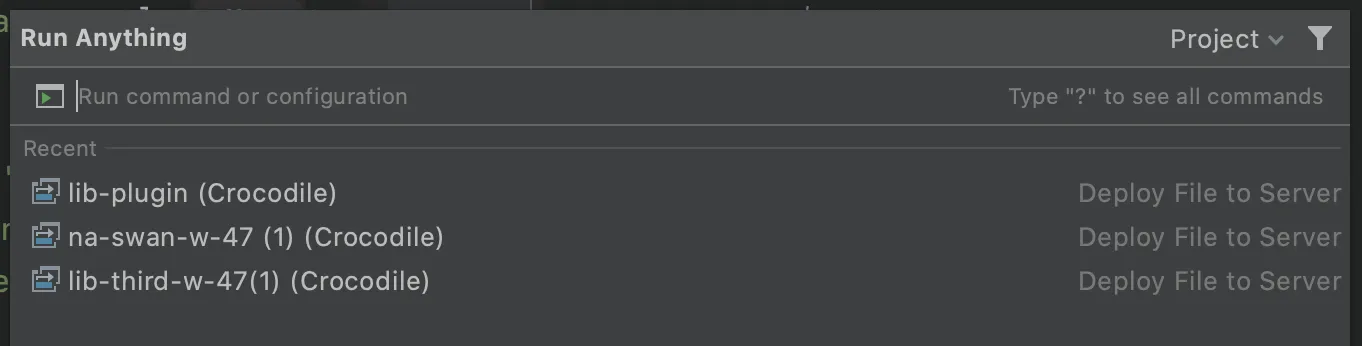 Run Anything
Project
Run command or configuration
Type "?" to see all commands
Recent
lib-plugin (Crocodile) Deploy File to Server
na-swan-w-47 (1) (Crocodile) Deploy File to Server
lib-third-w-47(1) (Crocodile) Deploy File to Server